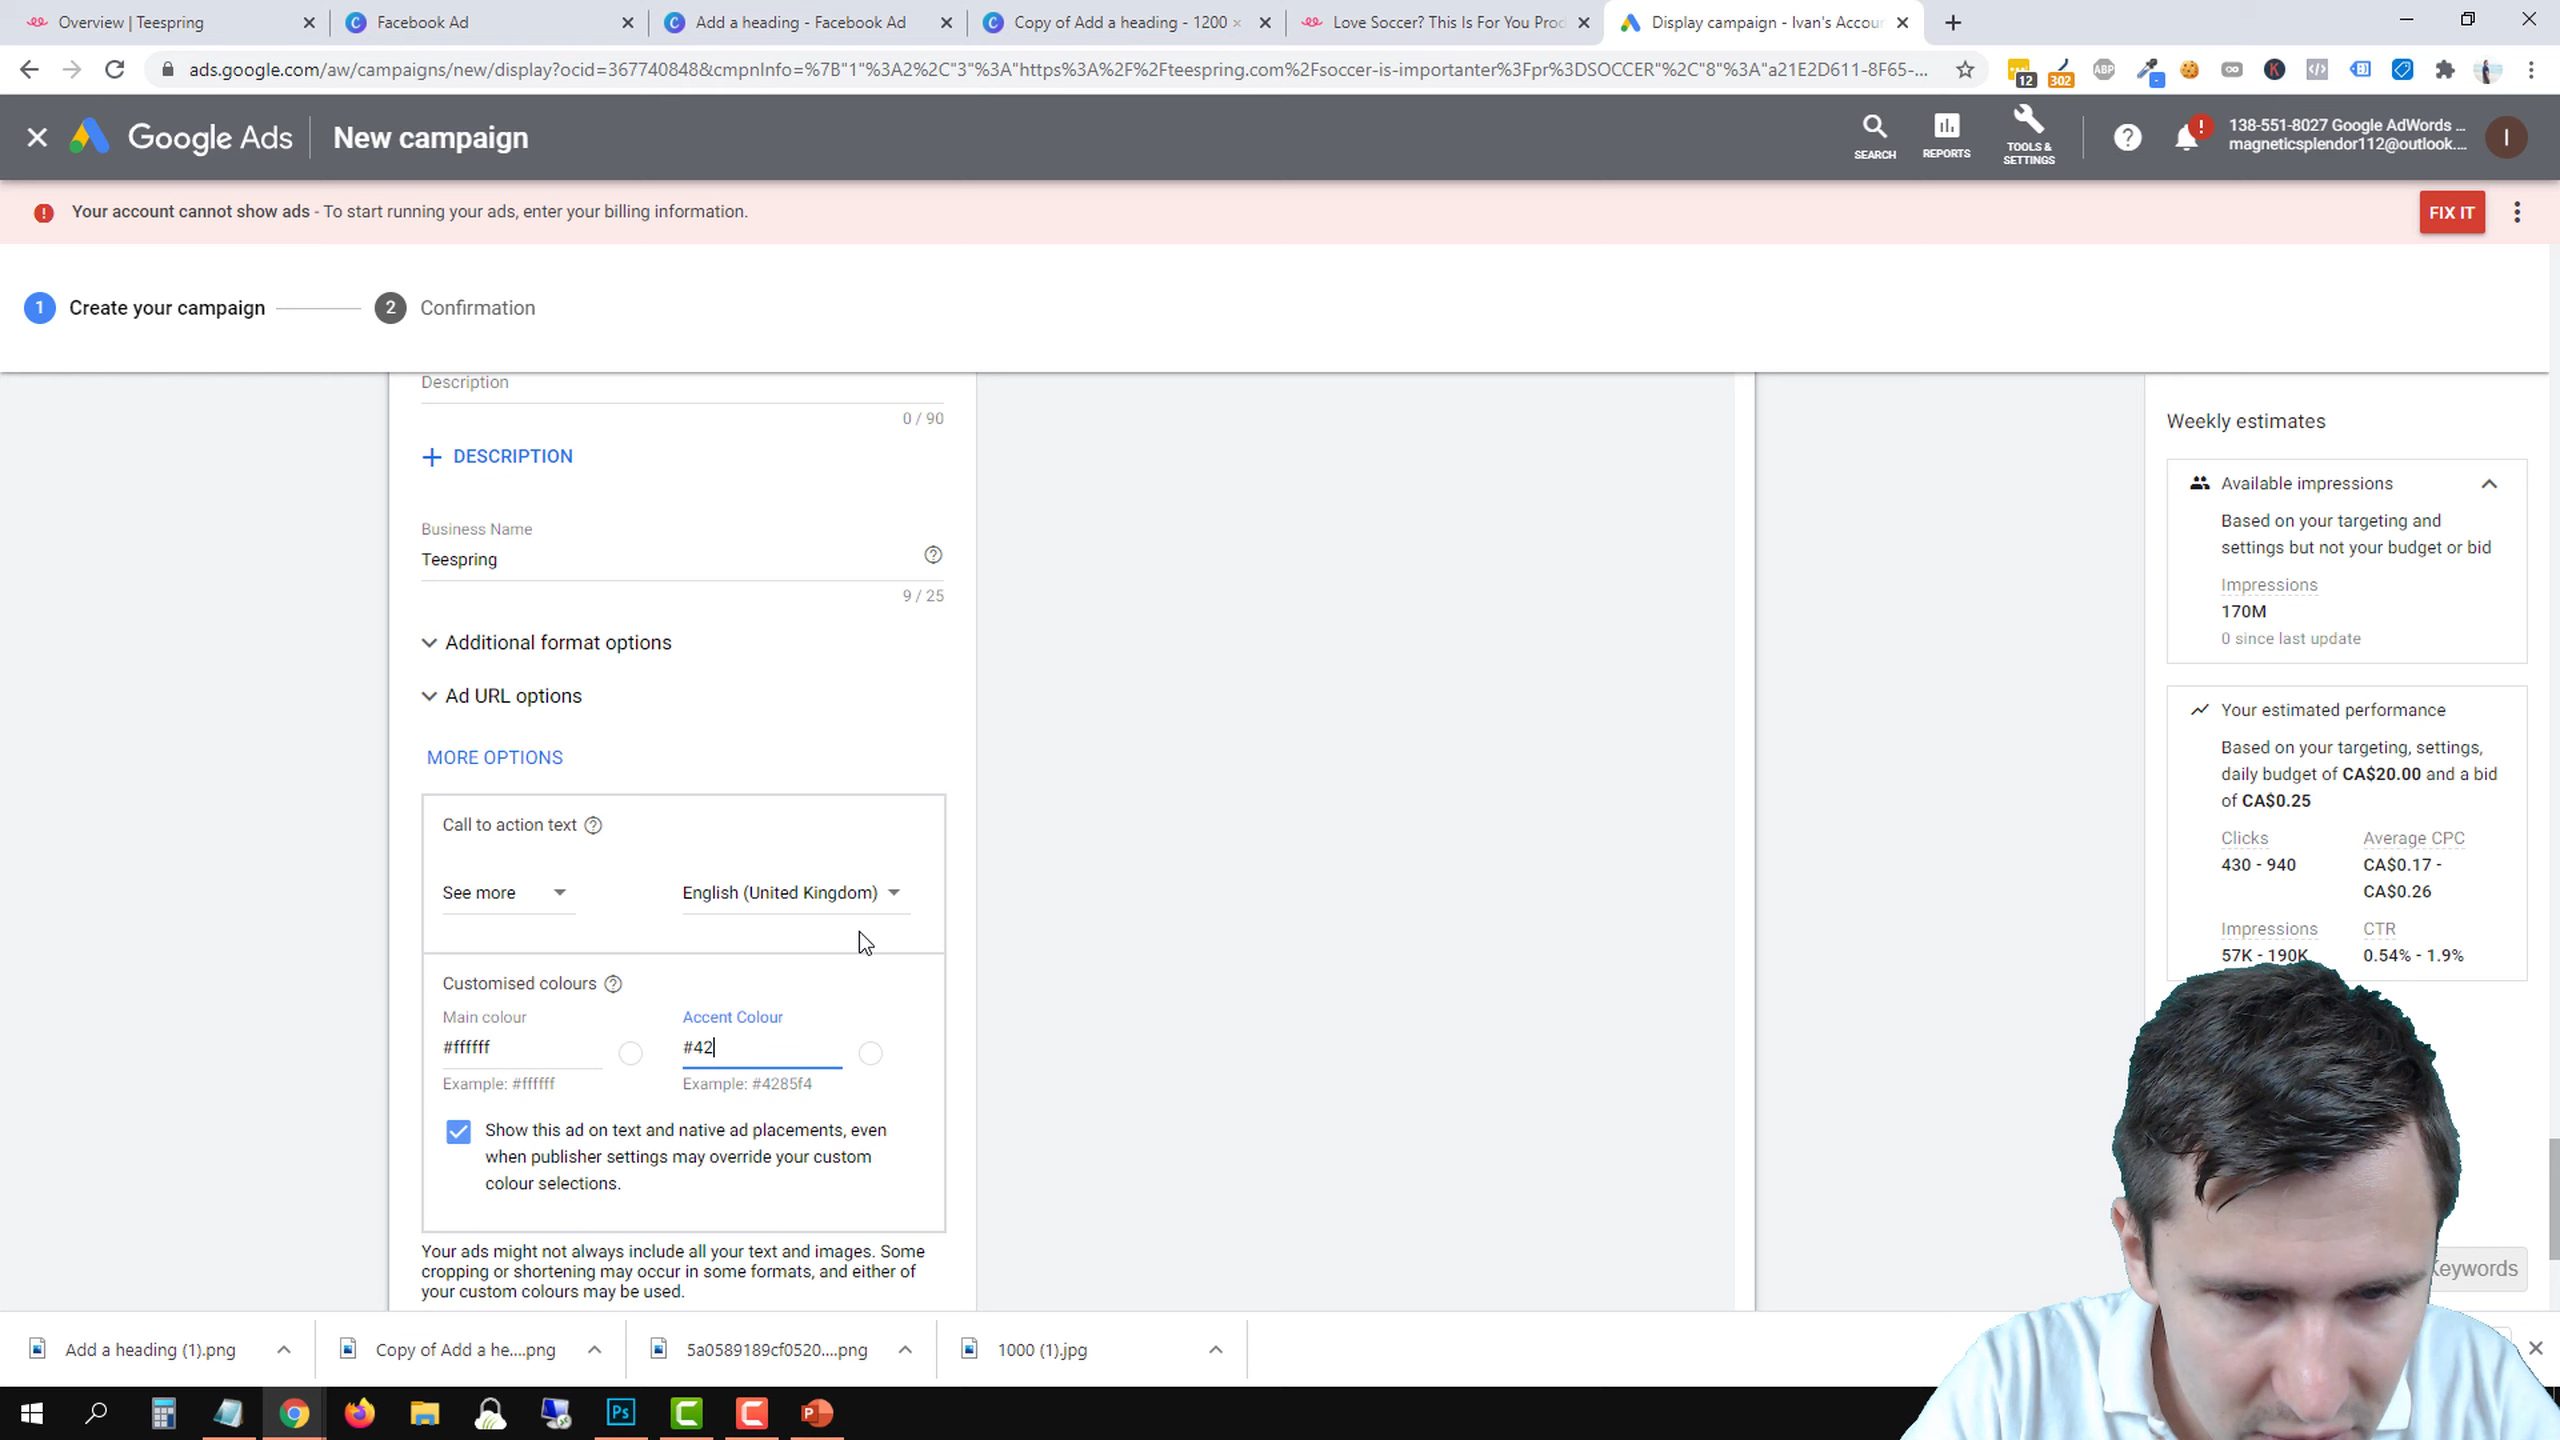 Overview | Teespring
Facebook Ad
Add a heading - Facebook Ad
Copy of Add a heading - 1200
Love Soccer? This Is For You Prod
Display campaign - Ivan's Accou
ads.google.com/aw/campaigns/new/display?ocid=367740848&cmpnInfo=%7B"1"%3A2%2C"3"%3A"https%3A%2F%2Fteespring.com%2Fsoccer-is-importanter%3Fpr%3DSOCCER"%2C"8"%3A"a21E2D611-8F65-...
12
302
ABP
K
Google Ads
New campaign
SEARCH
REPORTS
TOOLS &
SETTINGS
138-551-8027 Google AdWords ...
magneticsplendor112@outlook....
I
Your account cannot show ads - To start running your ads, enter your billing information.
FIX IT
1 Create your campaign
2 Confirmation
Description
0 / 90
+ DESCRIPTION
Business Name
Teespring
9 / 25
Additional format options
Ad URL options
MORE OPTIONS
Call to action text
See more
English (United Kingdom)
Customised colours
Main colour
Accent Colour
#ffffff
#42
Example: #ffffff
Example: #4285f4
Show this ad on text and native ad placements, even
when publisher settings may override your custom
colour selections.
Your ads might not always include all your text and images. Some
cropping or shortening may occur in some formats, and either of
your custom colours may be used.
Weekly estimates
Available impressions
Based on your targeting and
settings but not your budget or bid
Impressions
170M
0 since last update
Your estimated performance
Based on your targeting, settings,
daily budget of CA$20.00 and a bid
of CA$0.25
Clicks
Average CPC
430 - 940
CA$0.17 -
CA$0.26
Impressions
CTR
57K - 190K
0.54% - 1.9%
Keywords
Add a heading (1).png
Copy of Add a he....png
5a0589189cf0520....png
1000 (1).jpg
Ps